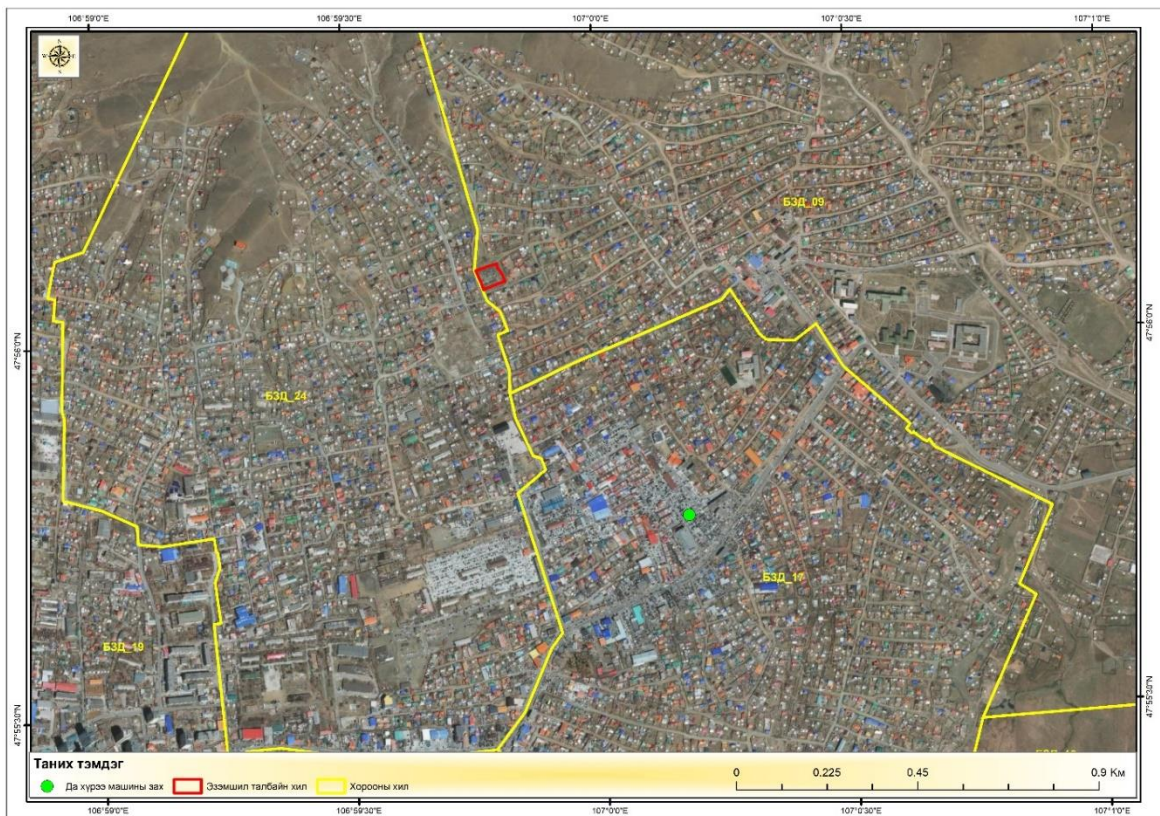 106°59'0"E 106°59'30"E 107°0'0"E 107°0'30"E 107°1'0"E
N
W E
S
БЗД_09
47°56'0"N 47°56'0"N
БЗД_24
БЗД_17
БЗД_19
47°55'30"N 47°55'30"N
Таних тэмдэг
Да хүрээ машины зах Эзэмшил талбайн хил Хорооны хил
0 0.225 0.45 0.9 Км
106°59'0"E 106°59'30"E 107°0'0"E 107°0'30"E 107°1'0"E